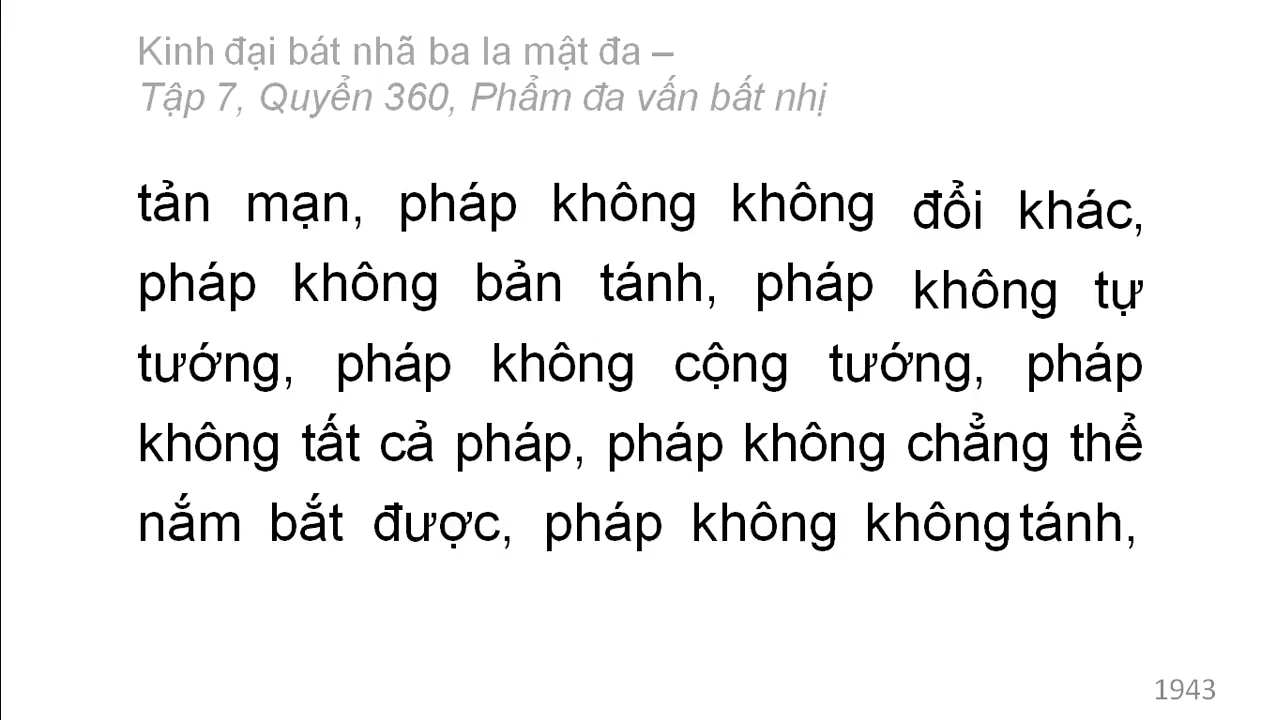 Kinh đại bát nhã ba la mật đa –
Tập 7, Quyển 360, Phẩm đa vấn bất nhị
tản mạn, pháp không không đổi khác,
pháp không bản tánh, pháp không tự
tướng, pháp không cộng tướng, pháp
không tất cả pháp, pháp không chẳng thể
nắm bắt được, pháp không không tánh,
1943